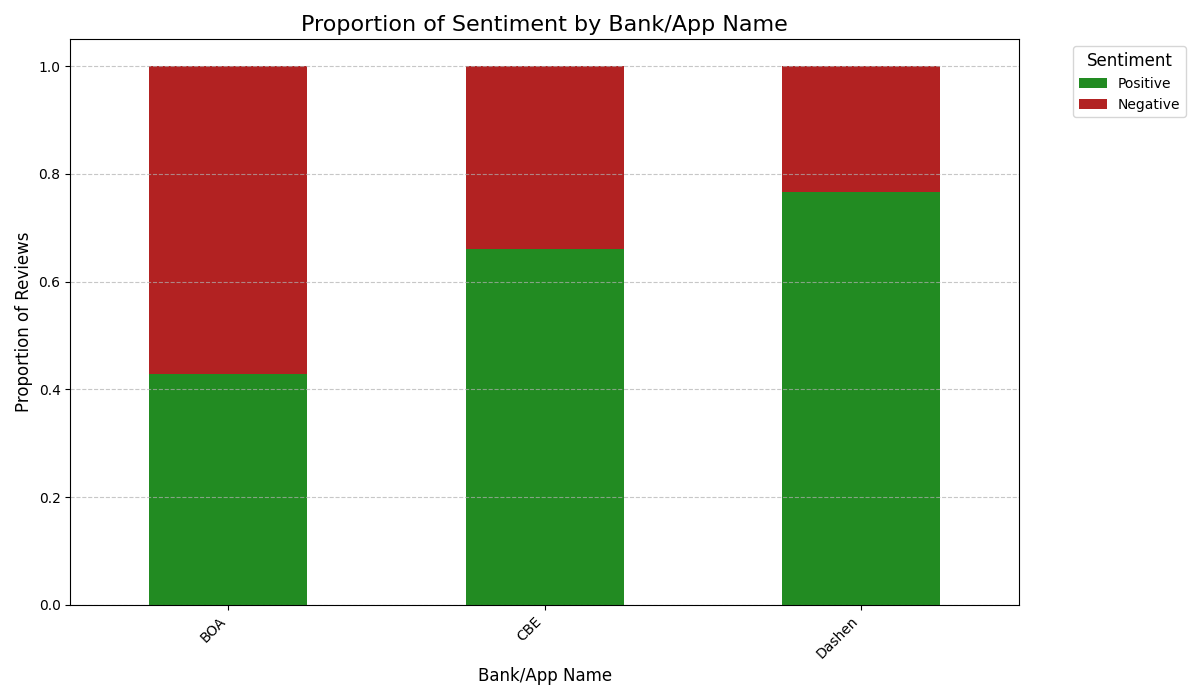 Proportion of Sentiment by Bank/App Name
Sentiment
Positive
Negative
Proportion of Reviews
1.0
0.8
0.6
0.4
0.2
0.0
BOA
CBE
Dashen
Bank/App Name